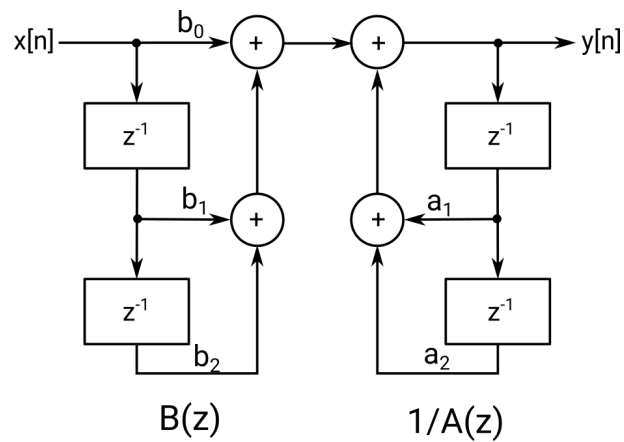 x[n] b₀ + + y[n]
z⁻¹ z⁻¹
b₁ + + a₁
z⁻¹ z⁻¹
b₂ a₂
B(z) 1/A(z)